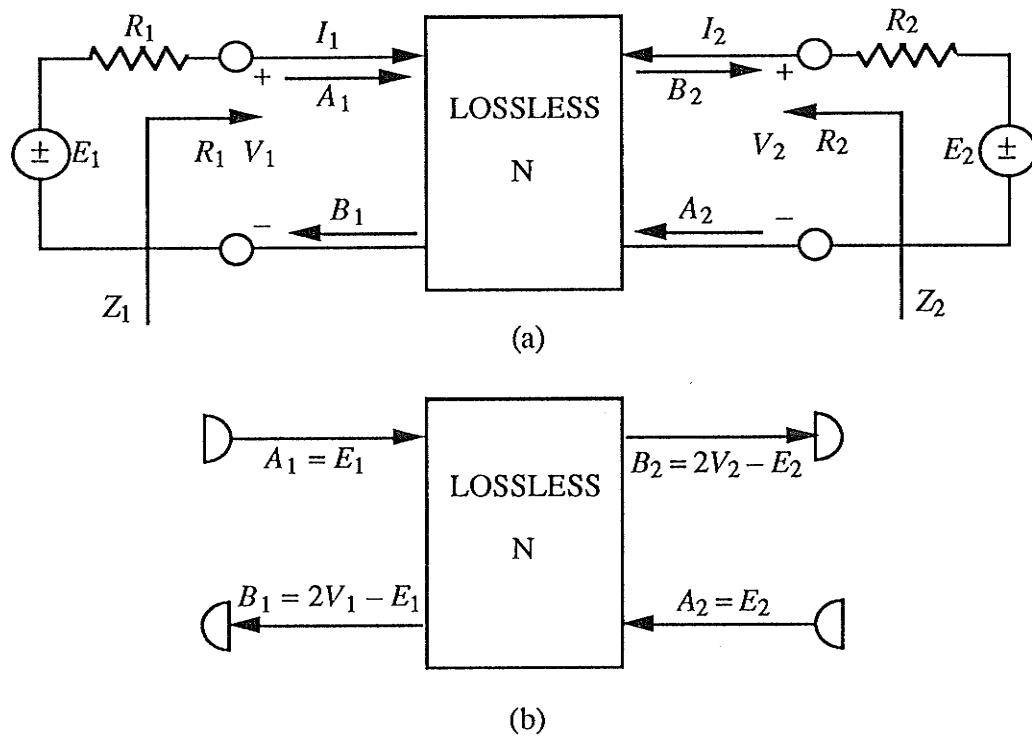 R1
I1
I2
R2
+
A1
B2
+
LOSSLESS
± E1
R1 V1
V2 R2
E2 ±
N
−
B1
A2
−
Z1
Z2
(a)
A1 = E1
B2 = 2V2 − E2
LOSSLESS
N
B1 = 2V1 − E1
A2 = E2
(b)